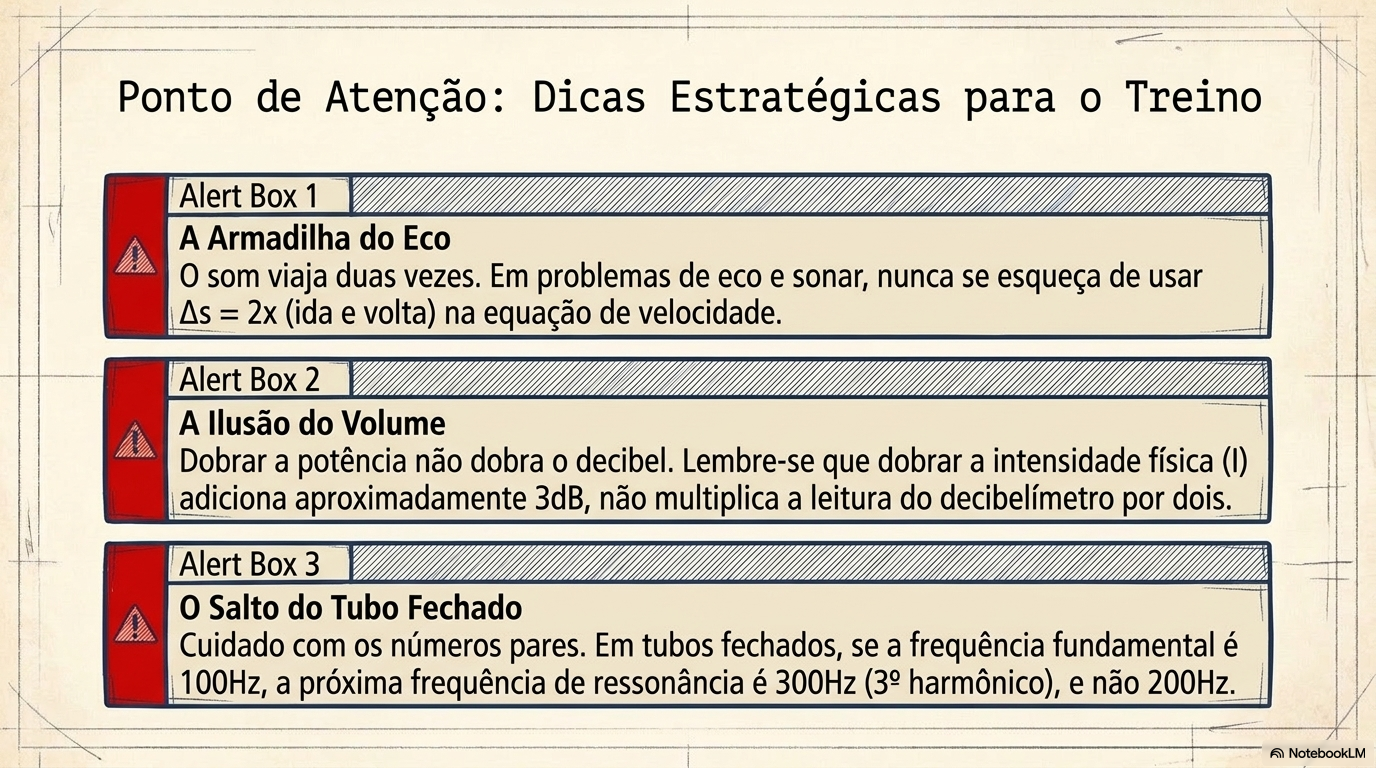 Ponto de Atenção: Dicas Estratégicas para o Treino
Alert Box 1
A Armadilha do Eco
O som viaja duas vezes. Em problemas de eco e sonar, nunca se esqueça de usar
Δs = 2x (ida e volta) na equação de velocidade.
Alert Box 2
A Ilusão do Volume
Dobrar a potência não dobra o decibel. Lembre-se que dobrar a intensidade física (I)
adiciona aproximadamente 3dB, não multiplica a leitura do decibelímetro por dois.
Alert Box 3
O Salto do Tubo Fechado
Cuidado com os números pares. Em tubos fechados, se a frequência fundamental é
100Hz, a próxima frequência de ressonância é 300Hz (3º harmônico), e não 200Hz.
NotebookLM